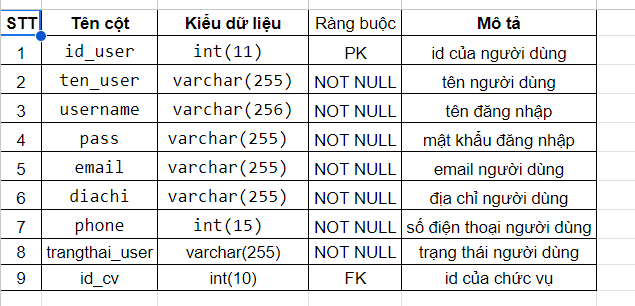 STT Tên cột Kiểu dữ liệu Ràng buộc Mô tả
1 id_user int(11) PK id của người dùng
2 ten_user varchar(255) NOT NULL tên người dùng
3 username varchar(256) NOT NULL tên đăng nhập
4 pass varchar(255) NOT NULL mật khẩu đăng nhập
5 email varchar(255) NOT NULL email người dùng
6 diachi varchar(255) NOT NULL địa chỉ người dùng
7 phone int(15) NOT NULL số điện thoại người dùng
8 trangthai_user varchar(255) NOT NULL trạng thái người dùng
9 id_cv int(10) FK id của chức vụ